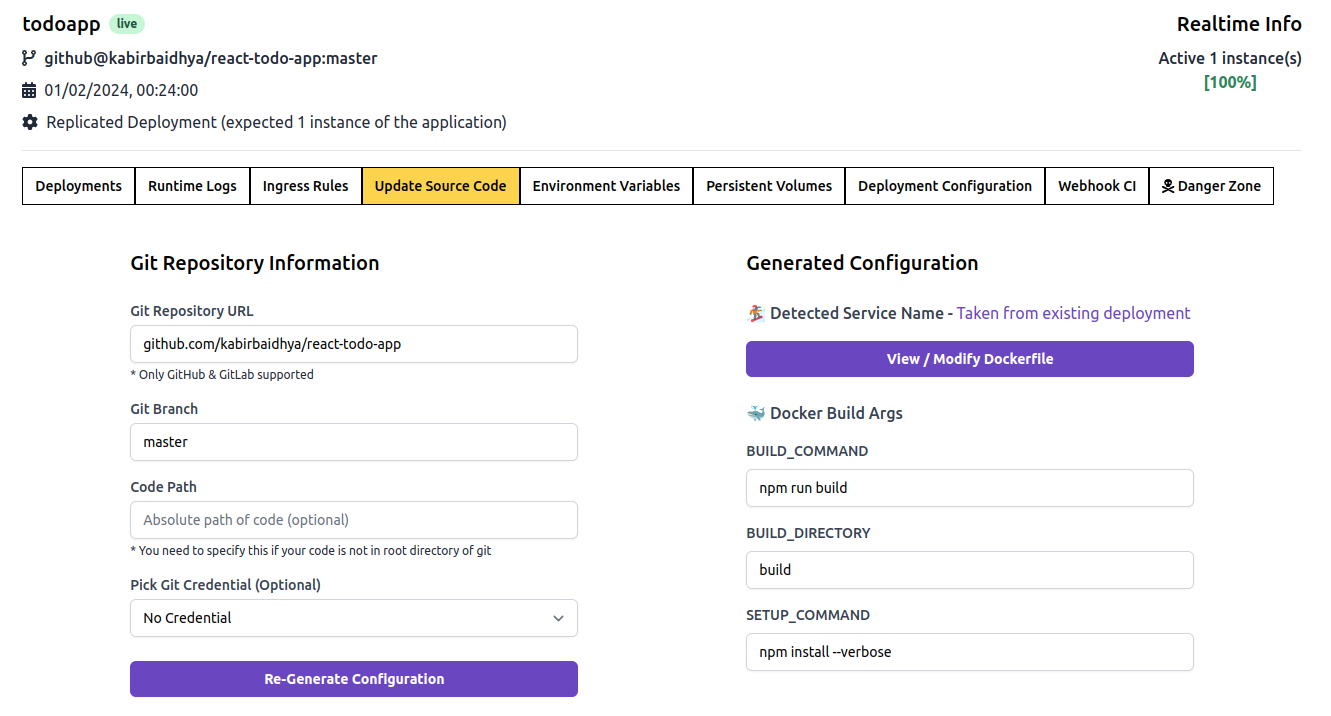 todoapp live
github@kabirbaidhya/react-todo-app:master
01/02/2024, 00:24:00
Replicated Deployment (expected 1 instance of the application)
Realtime Info
Active 1 instance(s)
[100%]
Deployments Runtime Logs Ingress Rules Update Source Code Environment Variables Persistent Volumes Deployment Configuration Webhook CI Danger Zone
Git Repository Information
Git Repository URL
github.com/kabirbaidhya/react-todo-app
* Only GitHub & GitLab supported
Git Branch
master
Code Path
Absolute path of code (optional)
* You need to specify this if your code is not in root directory of git
Pick Git Credential (Optional)
No Credential
Re-Generate Configuration
Generated Configuration
Detected Service Name - Taken from existing deployment
View / Modify Dockerfile
Docker Build Args
BUILD_COMMAND
npm run build
BUILD_DIRECTORY
build
SETUP_COMMAND
npm install --verbose